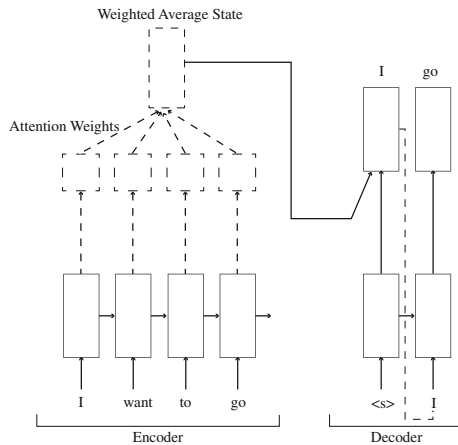 Weighted Average State
I go
Attention Weights
I want to go
<s> I
Encoder
Decoder